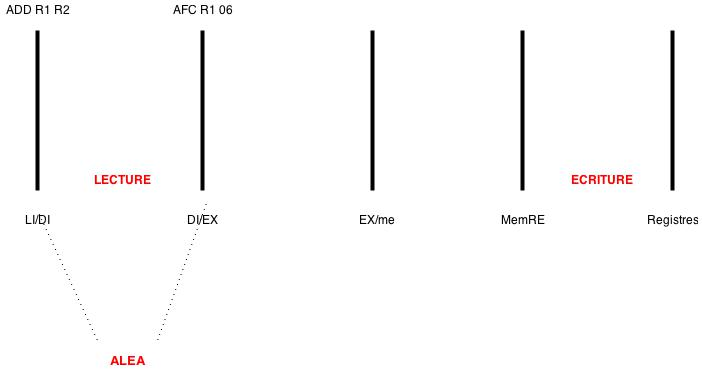 ADD R1 R2
AFC R1 06
LECTURE
ECRITURE
LI/DI
DI/EX
EX/me
MemRE
Registres
ALEA